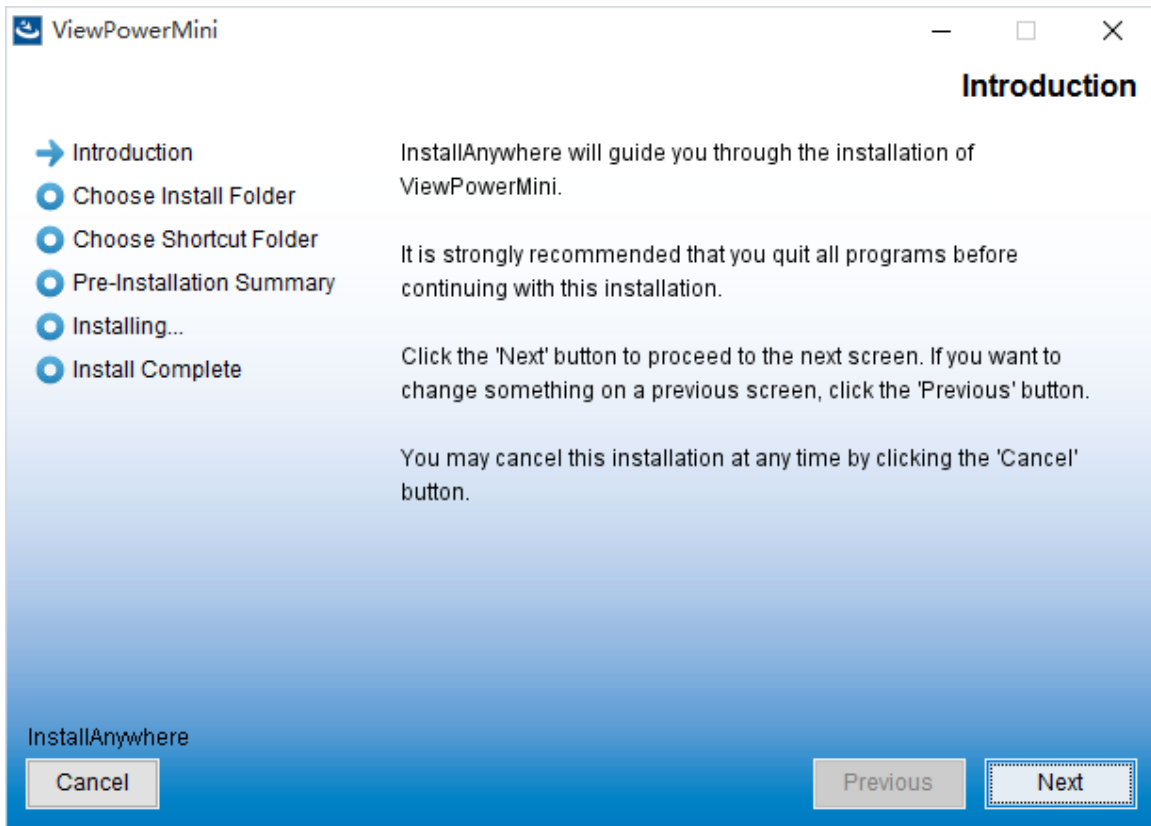 ViewPowerMini
Introduction
Introduction
Choose Install Folder
Choose Shortcut Folder
Pre-Installation Summary
Installing...
Install Complete
InstallAnywhere will guide you through the installation of
ViewPowerMini.
It is strongly recommended that you quit all programs before
continuing with this installation.
Click the 'Next' button to proceed to the next screen. If you want to
change something on a previous screen, click the 'Previous' button.
You may cancel this installation at any time by clicking the 'Cancel'
button.
InstallAnywhere
Cancel
Previous
Next